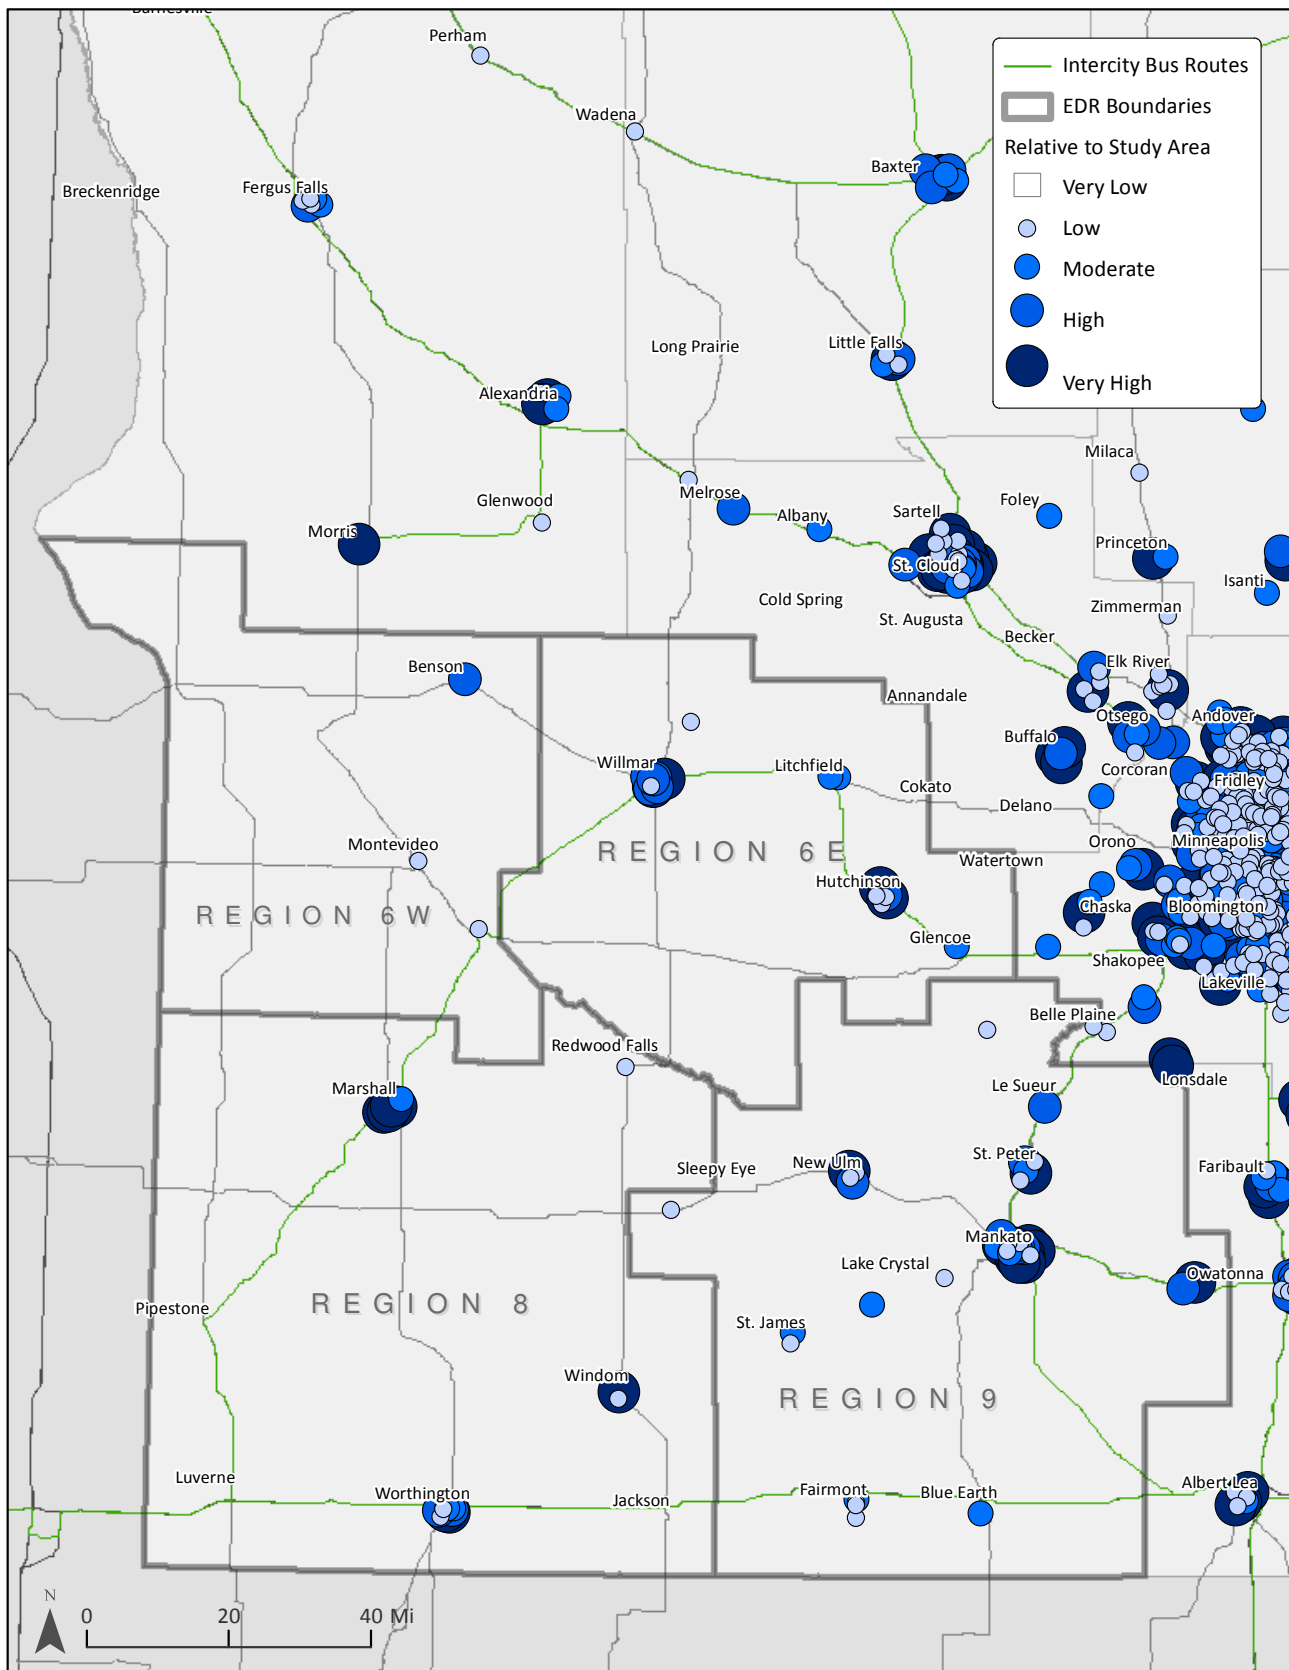 Barnesville
Perham
Intercity Bus Routes
EDR Boundaries
Relative to Study Area
Very Low
Low
Moderate
High
Very High
Wadena
Baxter
Breckenridge
Fergus Falls
Little Falls
Long Prairie
Alexandria
Milaca
Melrose
Glenwood
Foley
Sartell
Albany
Morris
Princeton
St. Cloud
Isanti
Cold Spring
Zimmerman
St. Augusta
Becker
Benson
Elk River
Annandale
Otsego
Andover
Buffalo
Willmar
Litchfield
Corcoran
Fridley
Cokato
Delano
Montevideo
REGION 6E
Orono
Minneapolis
Watertown
Hutchinson
REGION 6W
Chaska
Bloomington
Glencoe
Shakopee
Lakeville
Belle Plaine
Redwood Falls
Lonsdale
Marshall
Le Sueur
St. Peter
New Ulm
Sleepy Eye
Faribault
Mankato
Lake Crystal
Owatonna
Pipestone
REGION 8
St. James
Windom
REGION 9
Luverne
Worthington
Jackson
Fairmont
Blue Earth
Albert Lea
N
0 20 40 Mi